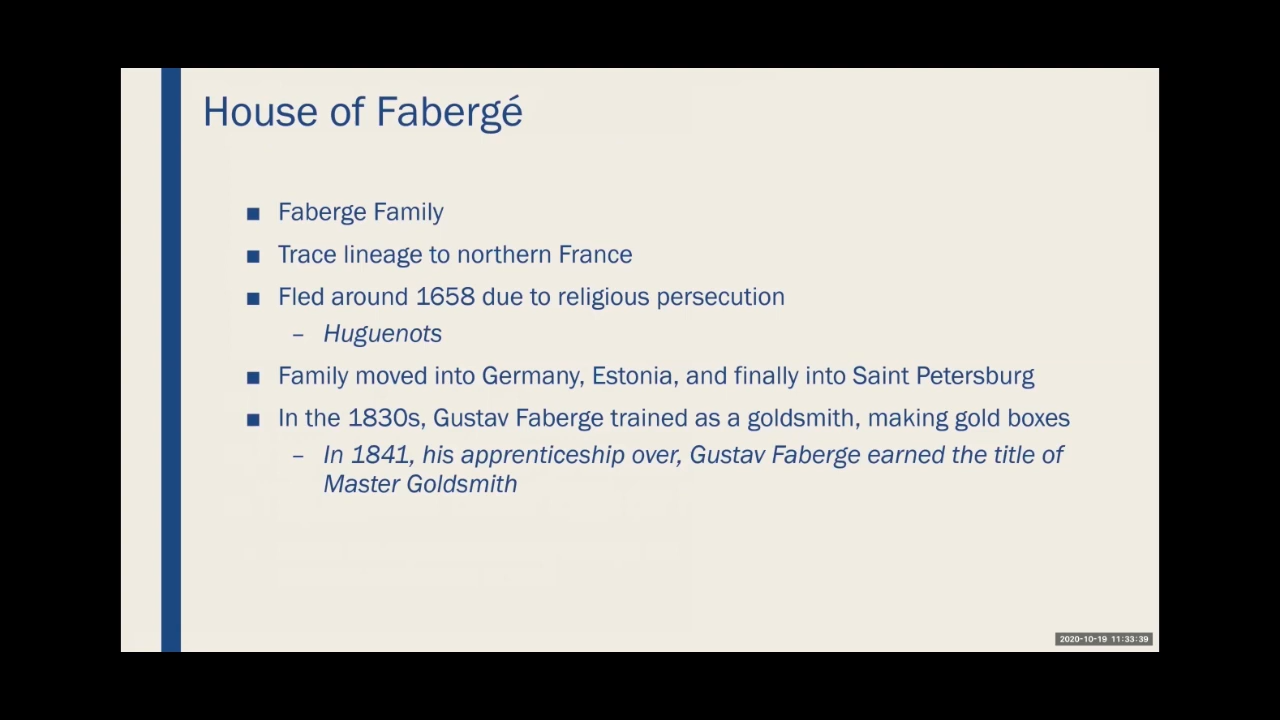 House of Fabergé
■ Faberge Family
■ Trace lineage to northern France
■ Fled around 1658 due to religious persecution
– Huguenots
■ Family moved into Germany, Estonia, and finally into Saint Petersburg
■ In the 1830s, Gustav Faberge trained as a goldsmith, making gold boxes
– In 1841, his apprenticeship over, Gustav Faberge earned the title of
Master Goldsmith
2020-10-19 11:33:39